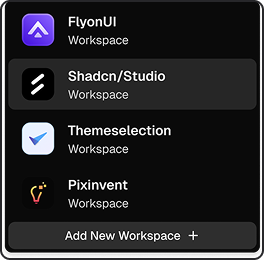 FlyonUI
Workspace
Shadcn/Studio
Workspace
Themeselection
Workspace
Pixinvent
Workspace
Add New Workspace +